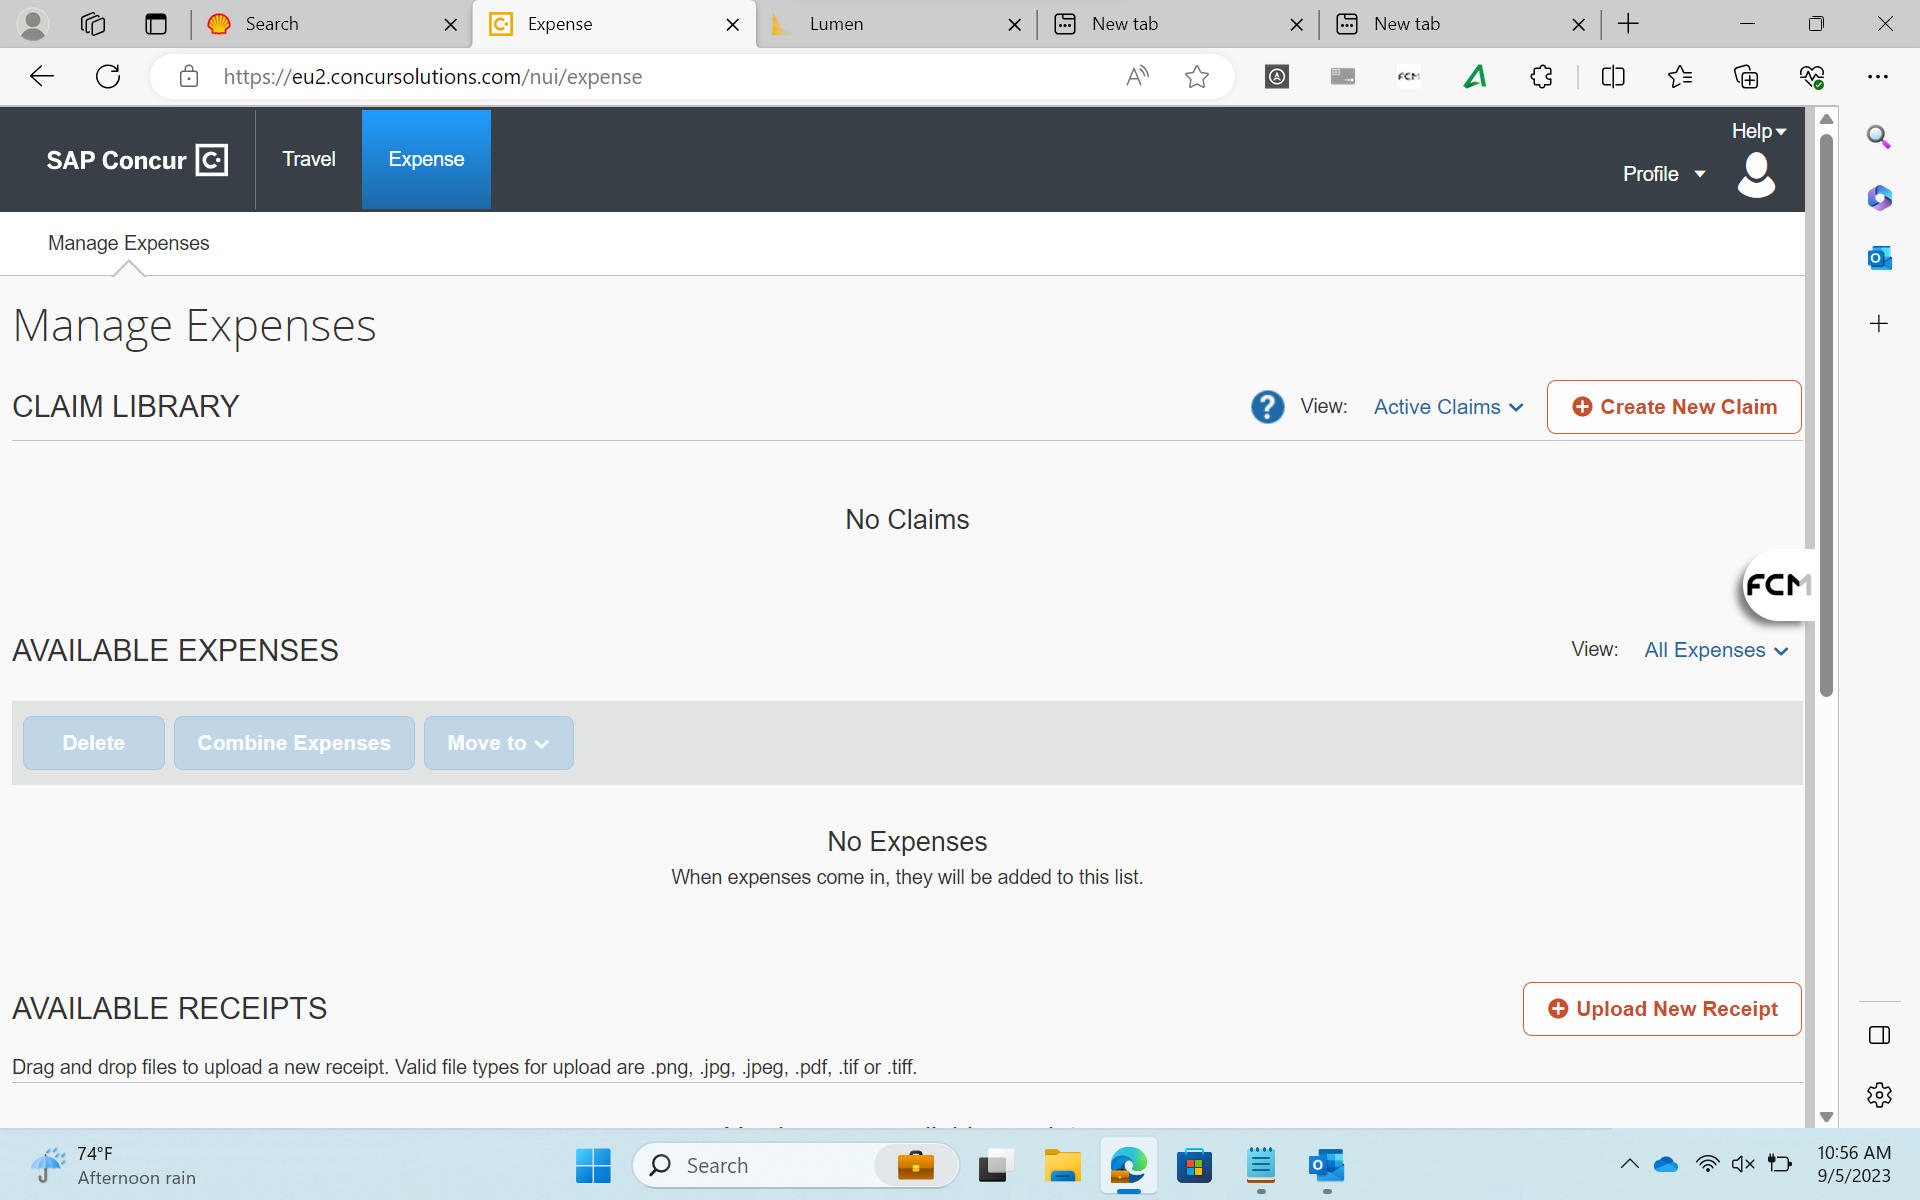 Search
Expense
Lumen
New tab
New tab
https://eu2.concursolutions.com/nui/expense
SAP Concur
Travel
Expense
Help
Profile
Manage Expenses
Manage Expenses
CLAIM LIBRARY
View:
Active Claims
Create New Claim
No Claims
FCM
AVAILABLE EXPENSES
View:
All Expenses
Delete
Combine Expenses
Move to
No Expenses
When expenses come in, they will be added to this list.
AVAILABLE RECEIPTS
Upload New Receipt
Drag and drop files to upload a new receipt. Valid file types for upload are .png, .jpg, .jpeg, .pdf, .tif or .tiff.
74°F
Afternoon rain
Search
10:56 AM
9/5/2023